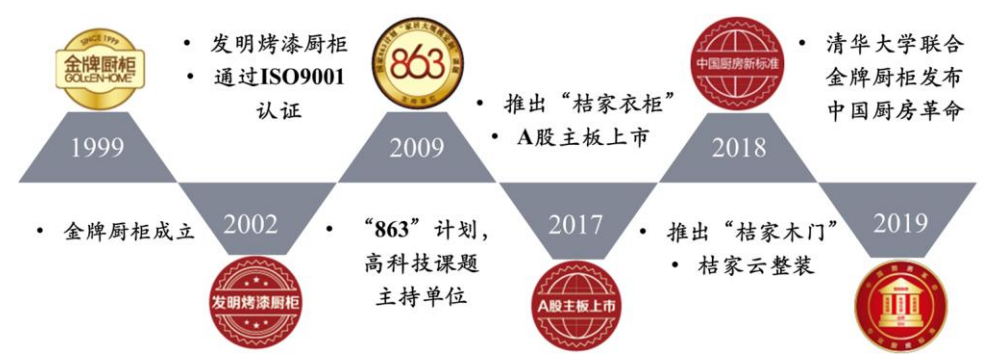 SINCE 1999
金牌厨柜
GOLDENHOME
1999
• 金牌厨柜成立
• 发明烤漆厨柜
• 通过ISO9001
认证
2002
发明烤漆厨柜
863
2009
• “863”计划，
高科技课题
主持单位
• 推出“桔家衣柜”
• A股主板上市
2017
A股主板上市
中国厨房新标准
2018
• 推出“桔家木门”
• 桔家云整装
• 清华大学联合
金牌厨柜发布
中国厨房革命
2019